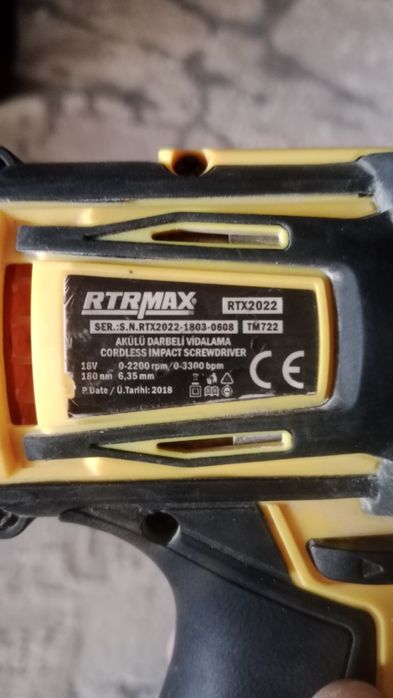 RTRMAX RTX2022
SER.:S.N.RTX2022-1803-0608 TM722
AKÜLÜ DARBELİ VİDALAMA
CORDLESS IMPACT SCREWDRIVER
18V 0-2200 rpm/0-3300 bpm
180 nm 6,35 mm
P.Date / Ü.Tarihi: 2018
CE